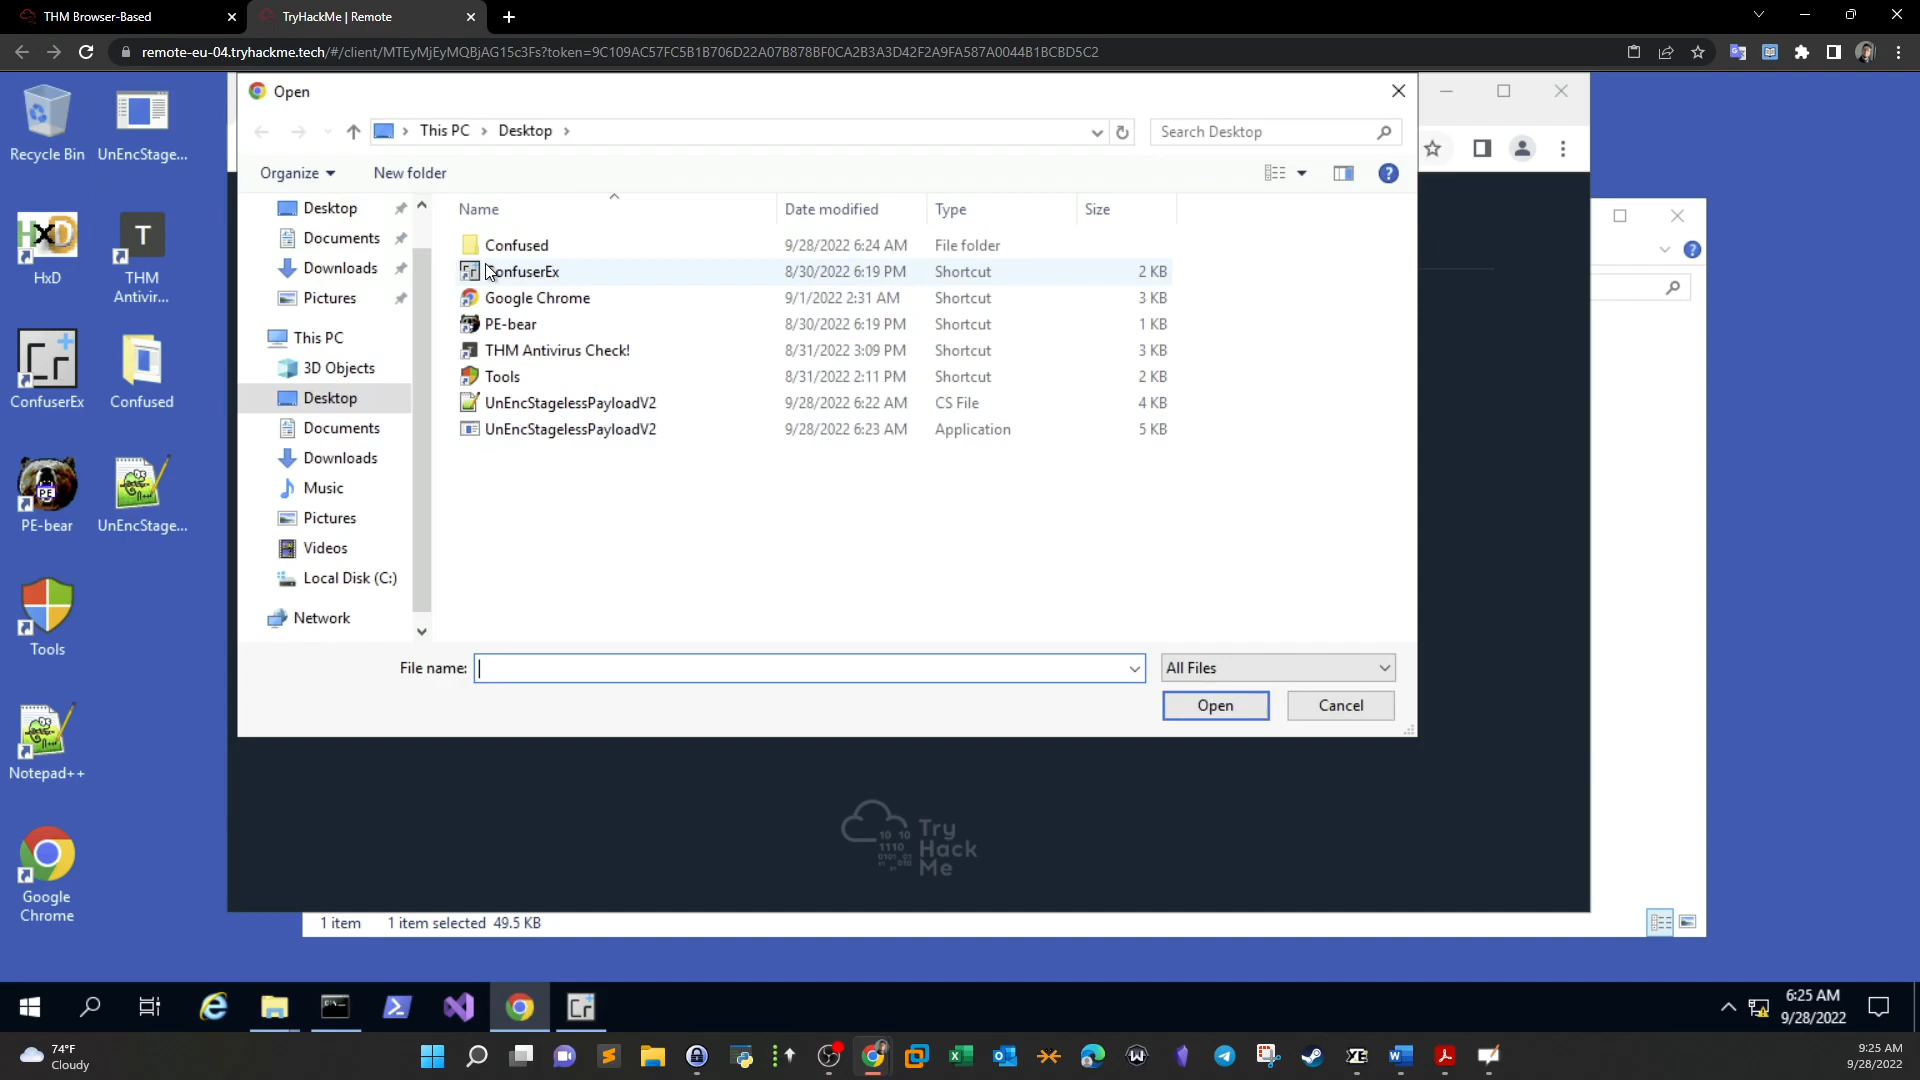 THM Browser-Based
TryHackMe | Remote
remote-eu-04.tryhackme.tech/#/client/MTEyMjEyMQBjAG15c3Fs?token=9C109AC57FC5B1B706D22A07B878BF0CA2B3A3D42F2A9FA587A0044B1BCBD5C2
Recycle Bin
UnEncStage...
HxD
THM
Antivir...
ConfuserEx
Confused
PE-bear
UnEncStage...
Tools
Notepad++
Google
Chrome
Open
This PC > Desktop >
Search Desktop
Organize
New folder
Desktop
Documents
Downloads
Pictures
This PC
3D Objects
Desktop
Documents
Downloads
Music
Pictures
Videos
Local Disk (C:)
Network
Name Date modified Type Size
Confused 9/28/2022 6:24 AM File folder
ConfuserEx 8/30/2022 6:19 PM Shortcut 2 KB
Google Chrome 9/1/2022 2:31 AM Shortcut 3 KB
PE-bear 8/30/2022 6:19 PM Shortcut 1 KB
THM Antivirus Check! 8/31/2022 3:09 PM Shortcut 3 KB
Tools 8/31/2022 2:11 PM Shortcut 2 KB
UnEncStagelessPayloadV2 9/28/2022 6:22 AM CS File 4 KB
UnEncStagelessPayloadV2 9/28/2022 6:23 AM Application 5 KB
File name:
All Files
Open
Cancel
Try
Hack
Me
1 item 1 item selected 49.5 KB
6:25 AM
9/28/2022
74°F
Cloudy
9:25 AM
9/28/2022